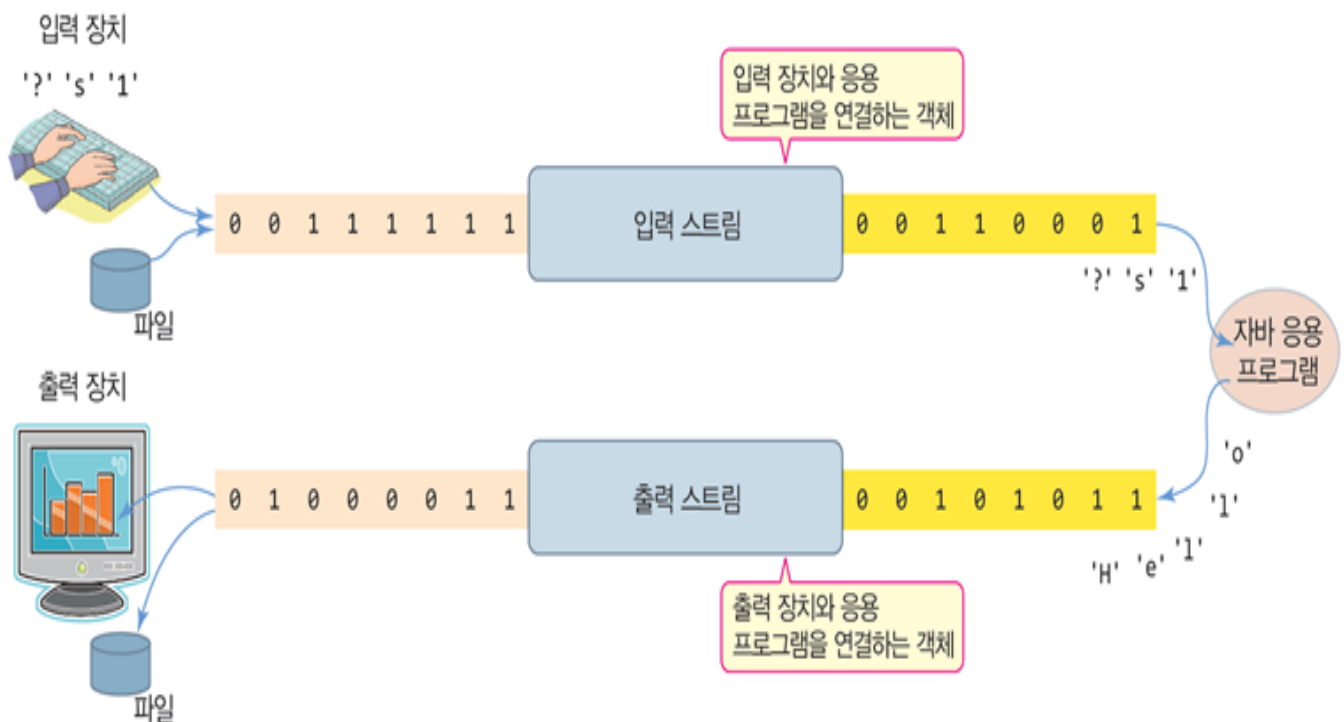 입력 장치
'?' 's' '1'
입력 장치와 응용
프로그램을 연결하는 객체
0 0 1 1 1 1 1 1
입력 스트림
0 0 1 1 0 0 0 1
'?' 's' '1'
파일
자바 응용
프로그램
출력 장치
'o'
0 1 0 0 0 0 1 1
출력 스트림
0 0 1 0 1 0 1 1
'l'
'l'
'H' 'e'
출력 장치와 응용
프로그램을 연결하는 객체
파일